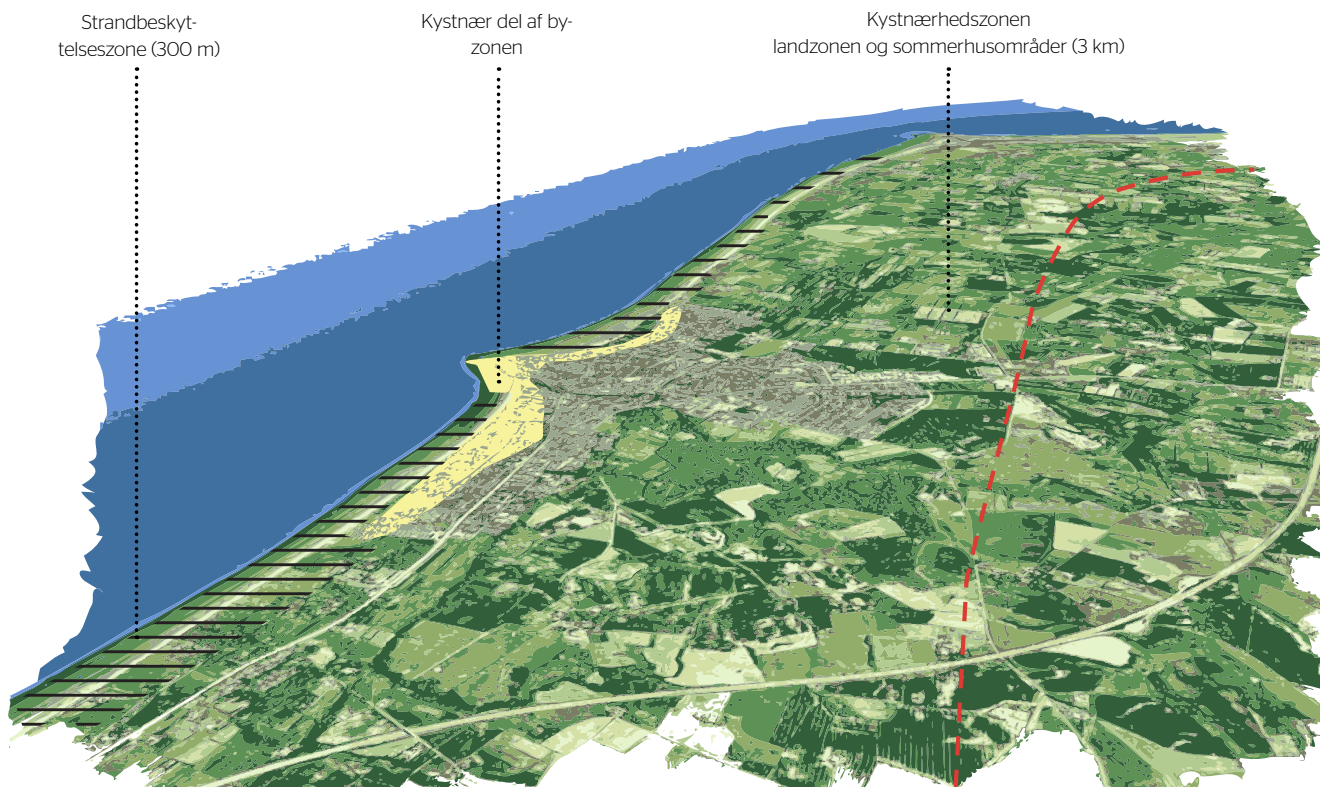 Strandbeskyt-
telseszone (300 m)
Kystnær del af by-
zonen
Kystnærhedszonen
landzonen og sommerhusområder (3 km)